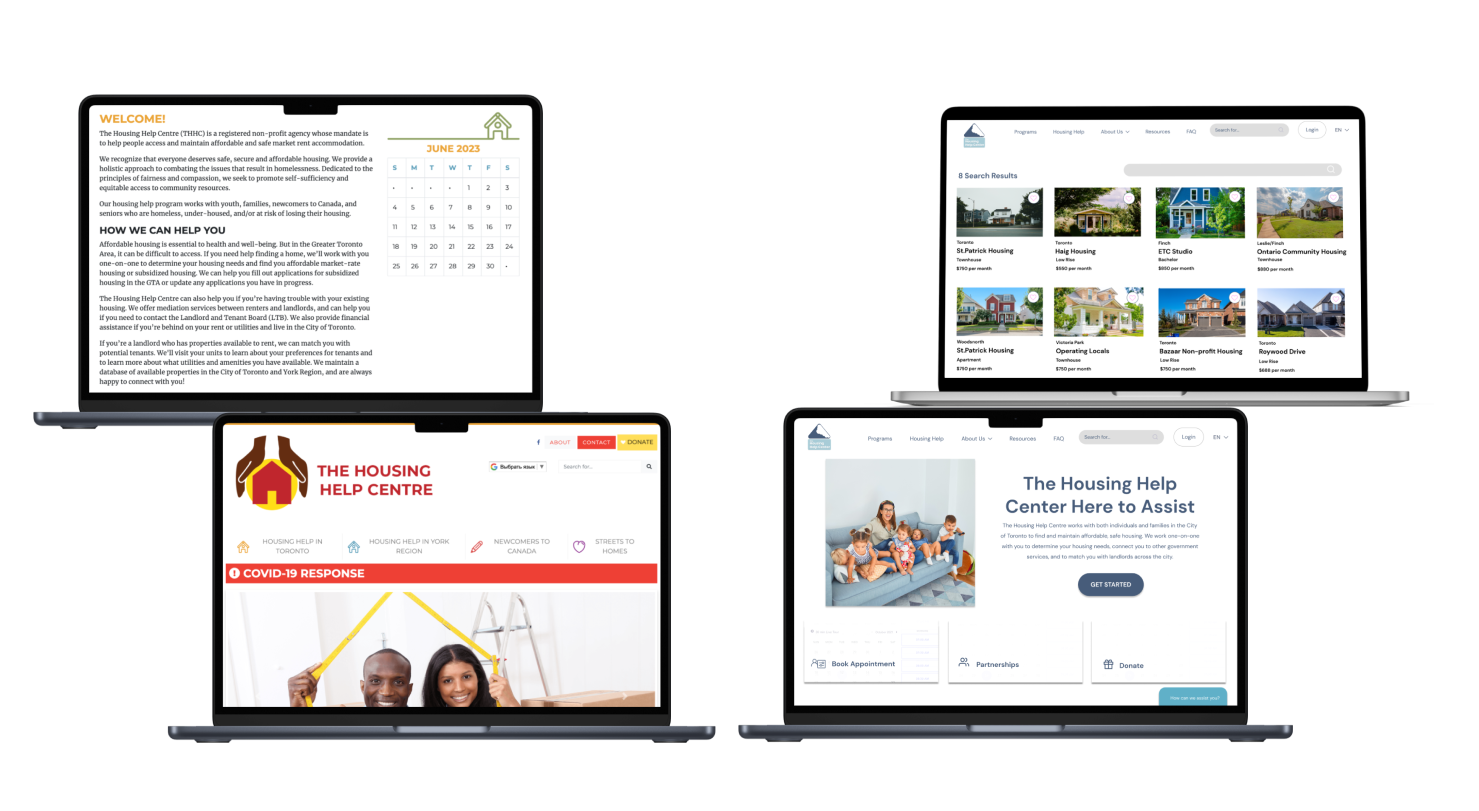 WELCOME!
The Housing Help Centre (THHC) is a registered non-profit agency whose mandate is
to help people access and maintain affordable and safe market rent accommodation.
We recognize that everyone deserves safe, secure and affordable housing. We provide a
holistic approach to combating the issues that result in homelessness. Dedicated to the
principles of fairness and compassion, we seek to promote self-sufficiency and
equitable access to community resources.
Our housing help program works with youth, families, newcomers to Canada, and
seniors who are homeless, under-housed, and/or at risk of losing their housing.
HOW WE CAN HELP YOU
Affordable housing is essential to health and well-being. But in the Greater Toronto
Area, it can be difficult to access. If you need help finding a home, we'll work with you
one-on-one to determine your housing needs and find you affordable market-rate
housing or subsidized housing. We can help you fill out applications for subsidized
housing in the GTA or update any applications you have in progress.
The Housing Help Centre can also help you if you're having trouble with your existing
housing. We offer mediation services between renters and landlords, and can help you
if you need to contact the Landlord and Tenant Board (LTB). We also provide financial
assistance if you're behind on your rent or utilities and live in the City of Toronto.
If you're a landlord who has properties available to rent, we can match you with
potential tenants. We'll visit your units to learn about your preferences for tenants and
to learn more about what utilities and amenities you have available. We maintain a
database of available properties in the City of Toronto and York Region, and are always
happy to connect with you!
JUNE 2023
S M T W T F S
• • • • 1 2 3
4 5 6 7 8 9 10
11 12 13 14 15 16 17
18 19 20 21 22 23 24
25 26 27 28 29 30 •
Programs Housing Help About Us Resources FAQ Search for... Login EN
8 Search Results
Toronto Toronto Finch Leslie/Finch
St.Patrick Housing Haig Housing ETC Studio Ontario Community Housing
Townhouse Low Rise Bachelor Townhouse
$750 per month $550 per month $850 per month $880 per month
Woodsnorth Victoria Park Toronto Toronto
St.Patrick Housing Operating Locals Bazaar Non-profit Housing Roywood Drive
Apartment Townhouse Low Rise Low Rise
$750 per month $750 per month $750 per month $688 per month
f ABOUT CONTACT DONATE
G Выбрать язык ▼ Search for...
THE HOUSING
HELP CENTRE
HOUSING HELP IN
TORONTO
HOUSING HELP IN YORK
REGION
NEWCOMERS TO
CANADA
STREETS TO
HOMES
COVID-19 RESPONSE
Programs Housing Help About Us Resources FAQ Search for... Login EN
The Housing Help
Center Here to Assist
The Housing Help Centre works with both individuals and families in the City
of Toronto to find and maintain affordable, safe housing. We work one-on-one
with you to determine your housing needs, connect you to other government
services, and to match you with landlords across the city.
GET STARTED
Book Appointment Partnerships Donate
How can we assist you?